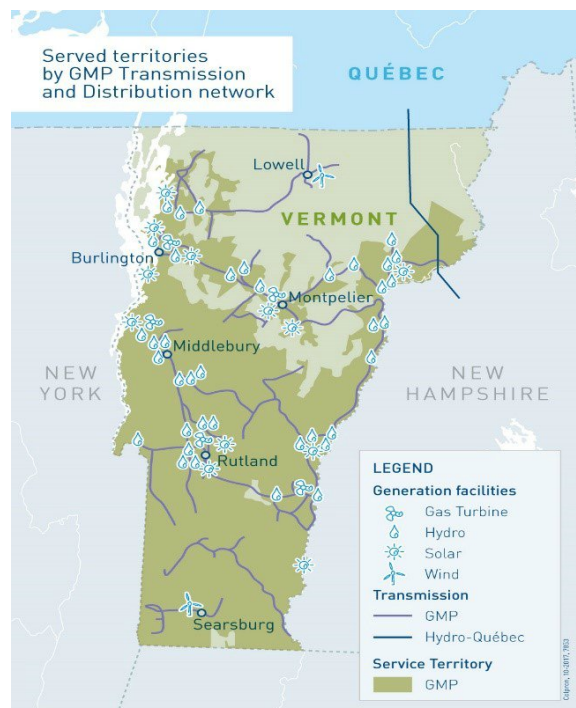 Served territories
by GMP Transmission
and Distribution network
QUÉBEC
Lowell
VERMONT
Burlington
Montpelier
Middlebury
NEW
YORK
NEW
HAMPSHIRE
Rutland
Searsburg
LEGEND
Generation facilities
Gas Turbine
Hydro
Solar
Wind
Transmission
GMP
Hydro-Québec
Service Territory
GMP